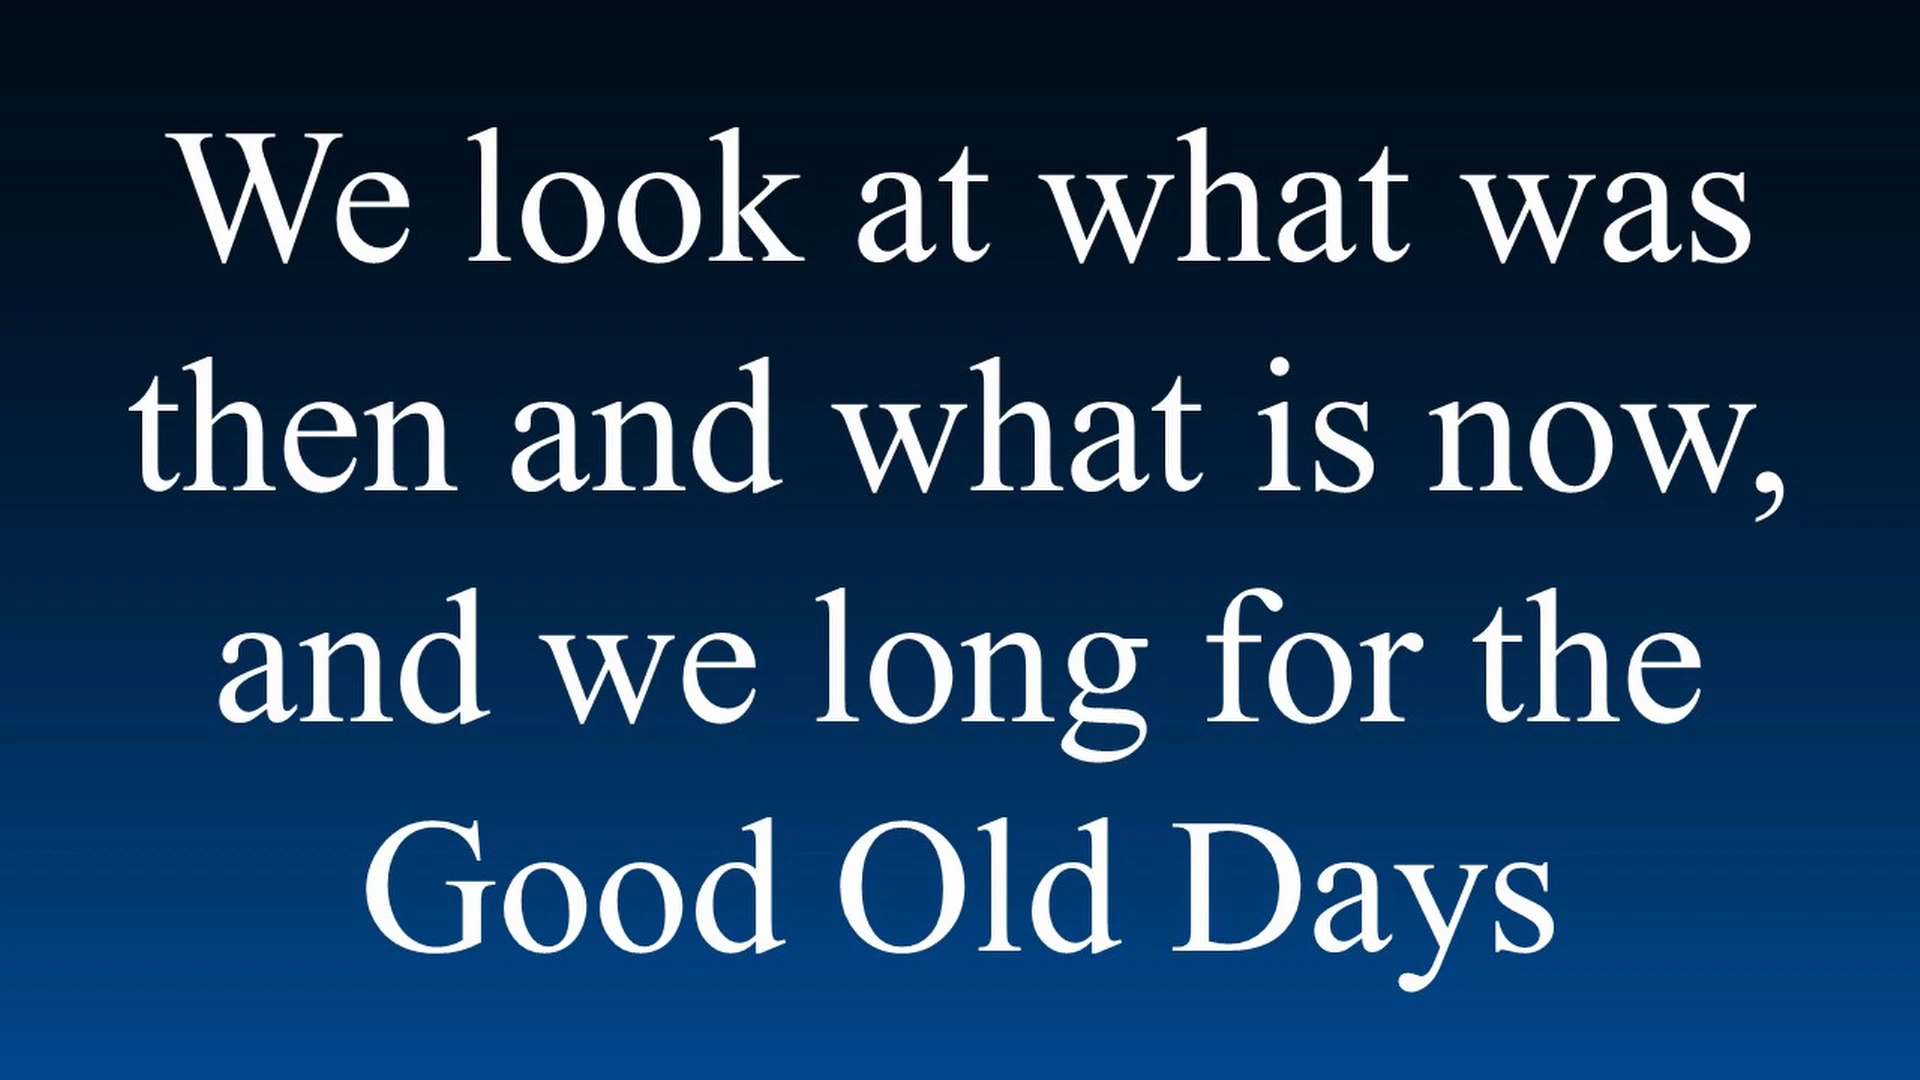 We look at what was
then and what is now,
and we long for the
Good Old Days